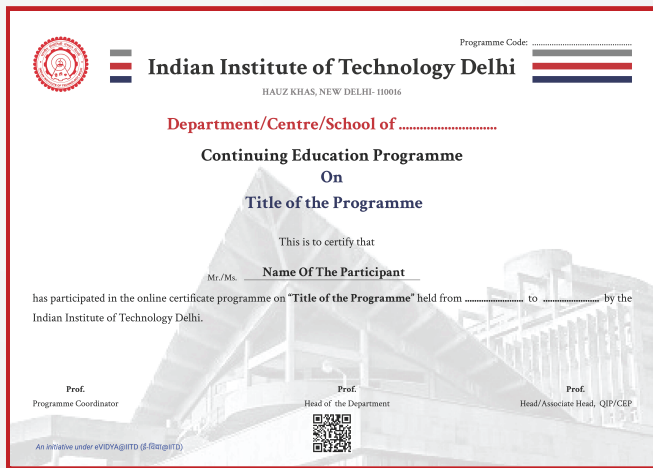 Programme Code: ........................................
Indian Institute of Technology Delhi
HAUZ KHAS, NEW DELHI- 110016
Department/Centre/School of ............................
Continuing Education Programme
On
Title of the Programme
This is to certify that
Mr./Ms. Name Of The Participant
has participated in the online certificate programme on “Title of the Programme” held from ........................ to ....................... by the
Indian Institute of Technology Delhi.
Prof. Prof. Prof.
Programme Coordinator Head of the Department Head/Associate Head, QIP/CEP
An initiative under eVIDYA@IITD (ई-विद्या@IITD)